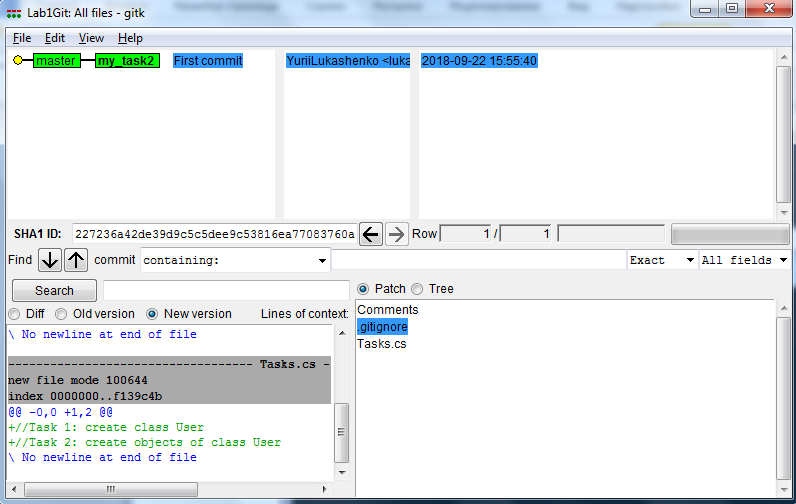 Lab1Git: All files - gitk
File Edit View Help
master my_task2 First commit YuriiLukashenko <luka 2018-09-22 15:55:40
SHA1 ID: 227236a42de39d9c5c5dee9c53816ea77083760a Row 1 / 1
Find commit containing: Exact All fields
Search Patch Tree
Diff Old version New version Lines of context:
Comments
.gitignore
Tasks.cs
\ No newline at end of file
---------------------------------- Tasks.cs -
new file mode 100644
index 0000000..f139c4b
@@ -0,0 +1,2 @@
+//Task 1: create class User
+//Task 2: create objects of class User
\ No newline at end of file